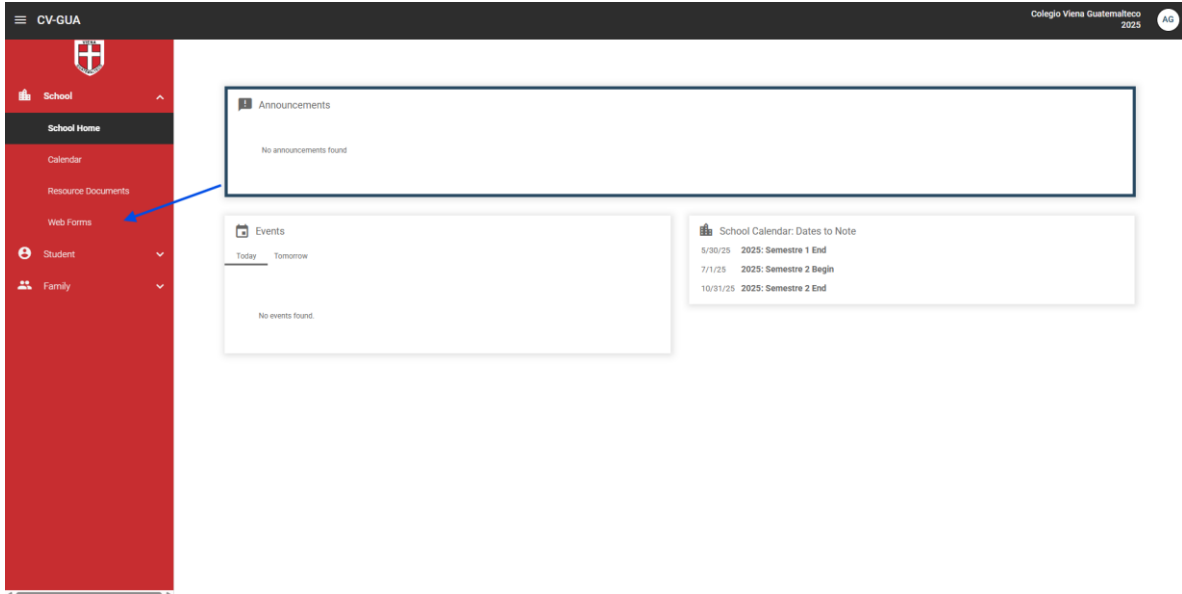 CV-GUA
Colegio Viena Guatemalteco
2025
AG
VIENA
School
School Home
Calendar
Resource Documents
Web Forms
Student
Family
Announcements
No announcements found
Events
Today Tomorrow
No events found.
School Calendar: Dates to Note
5/30/25 2025: Semestre 1 End
7/1/25 2025: Semestre 2 Begin
10/31/25 2025: Semestre 2 End